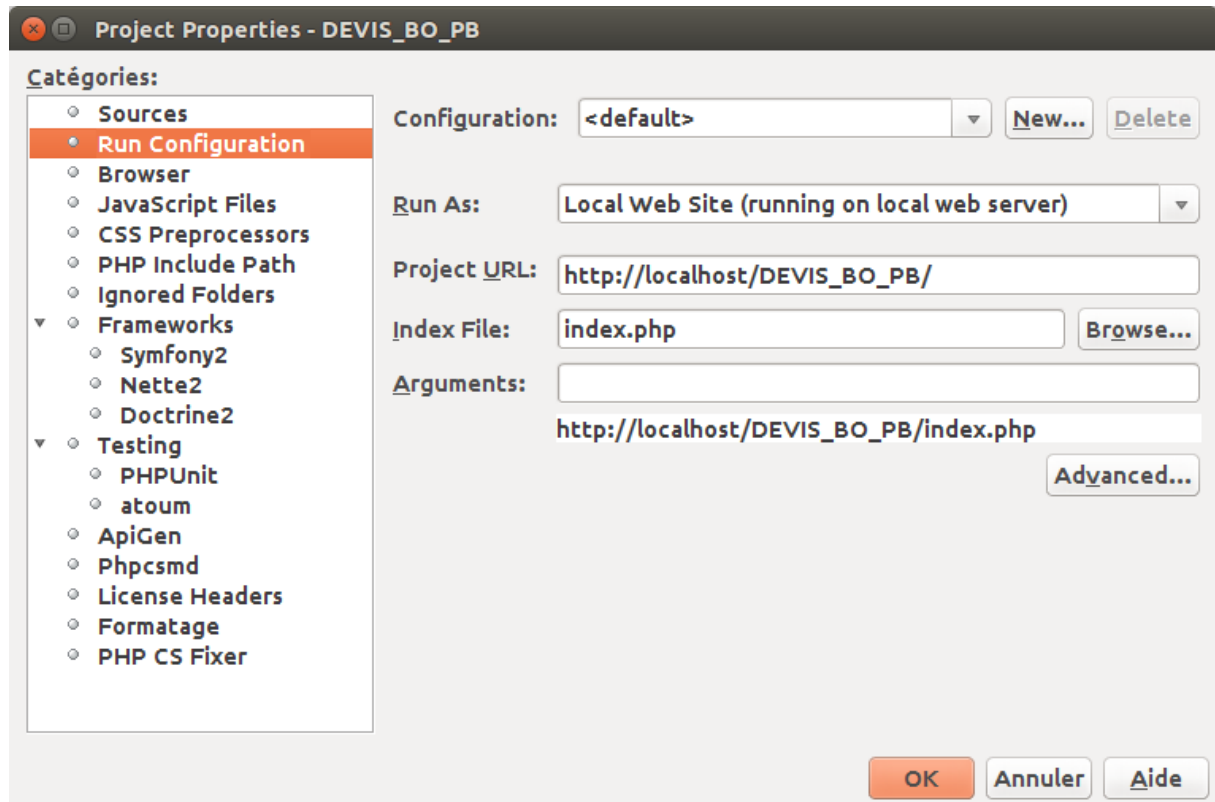 Project Properties - DEVIS_BO_PB
Catégories:
Sources
Run Configuration
Browser
JavaScript Files
CSS Preprocessors
PHP Include Path
Ignored Folders
Frameworks
Symfony2
Nette2
Doctrine2
Testing
PHPUnit
atoum
ApiGen
Phpcsmd
License Headers
Formatage
PHP CS Fixer
Configuration: <default> New... Delete
Run As: Local Web Site (running on local web server)
Project URL: http://localhost/DEVIS_BO_PB/
Index File: index.php Browse...
Arguments:
http://localhost/DEVIS_BO_PB/index.php
Advanced...
OK Annuler Aide